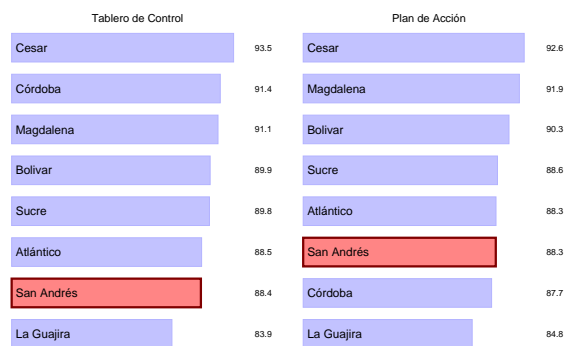 Tablero de Control
Cesar 93.5
Córdoba 91.4
Magdalena 91.1
Bolivar 89.9
Sucre 89.8
Atlántico 88.5
San Andrés 88.4
La Guajira 83.9
Plan de Acción
Cesar 92.6
Magdalena 91.9
Bolivar 90.3
Sucre 88.6
Atlántico 88.3
San Andrés 88.3
Córdoba 87.7
La Guajira 84.8